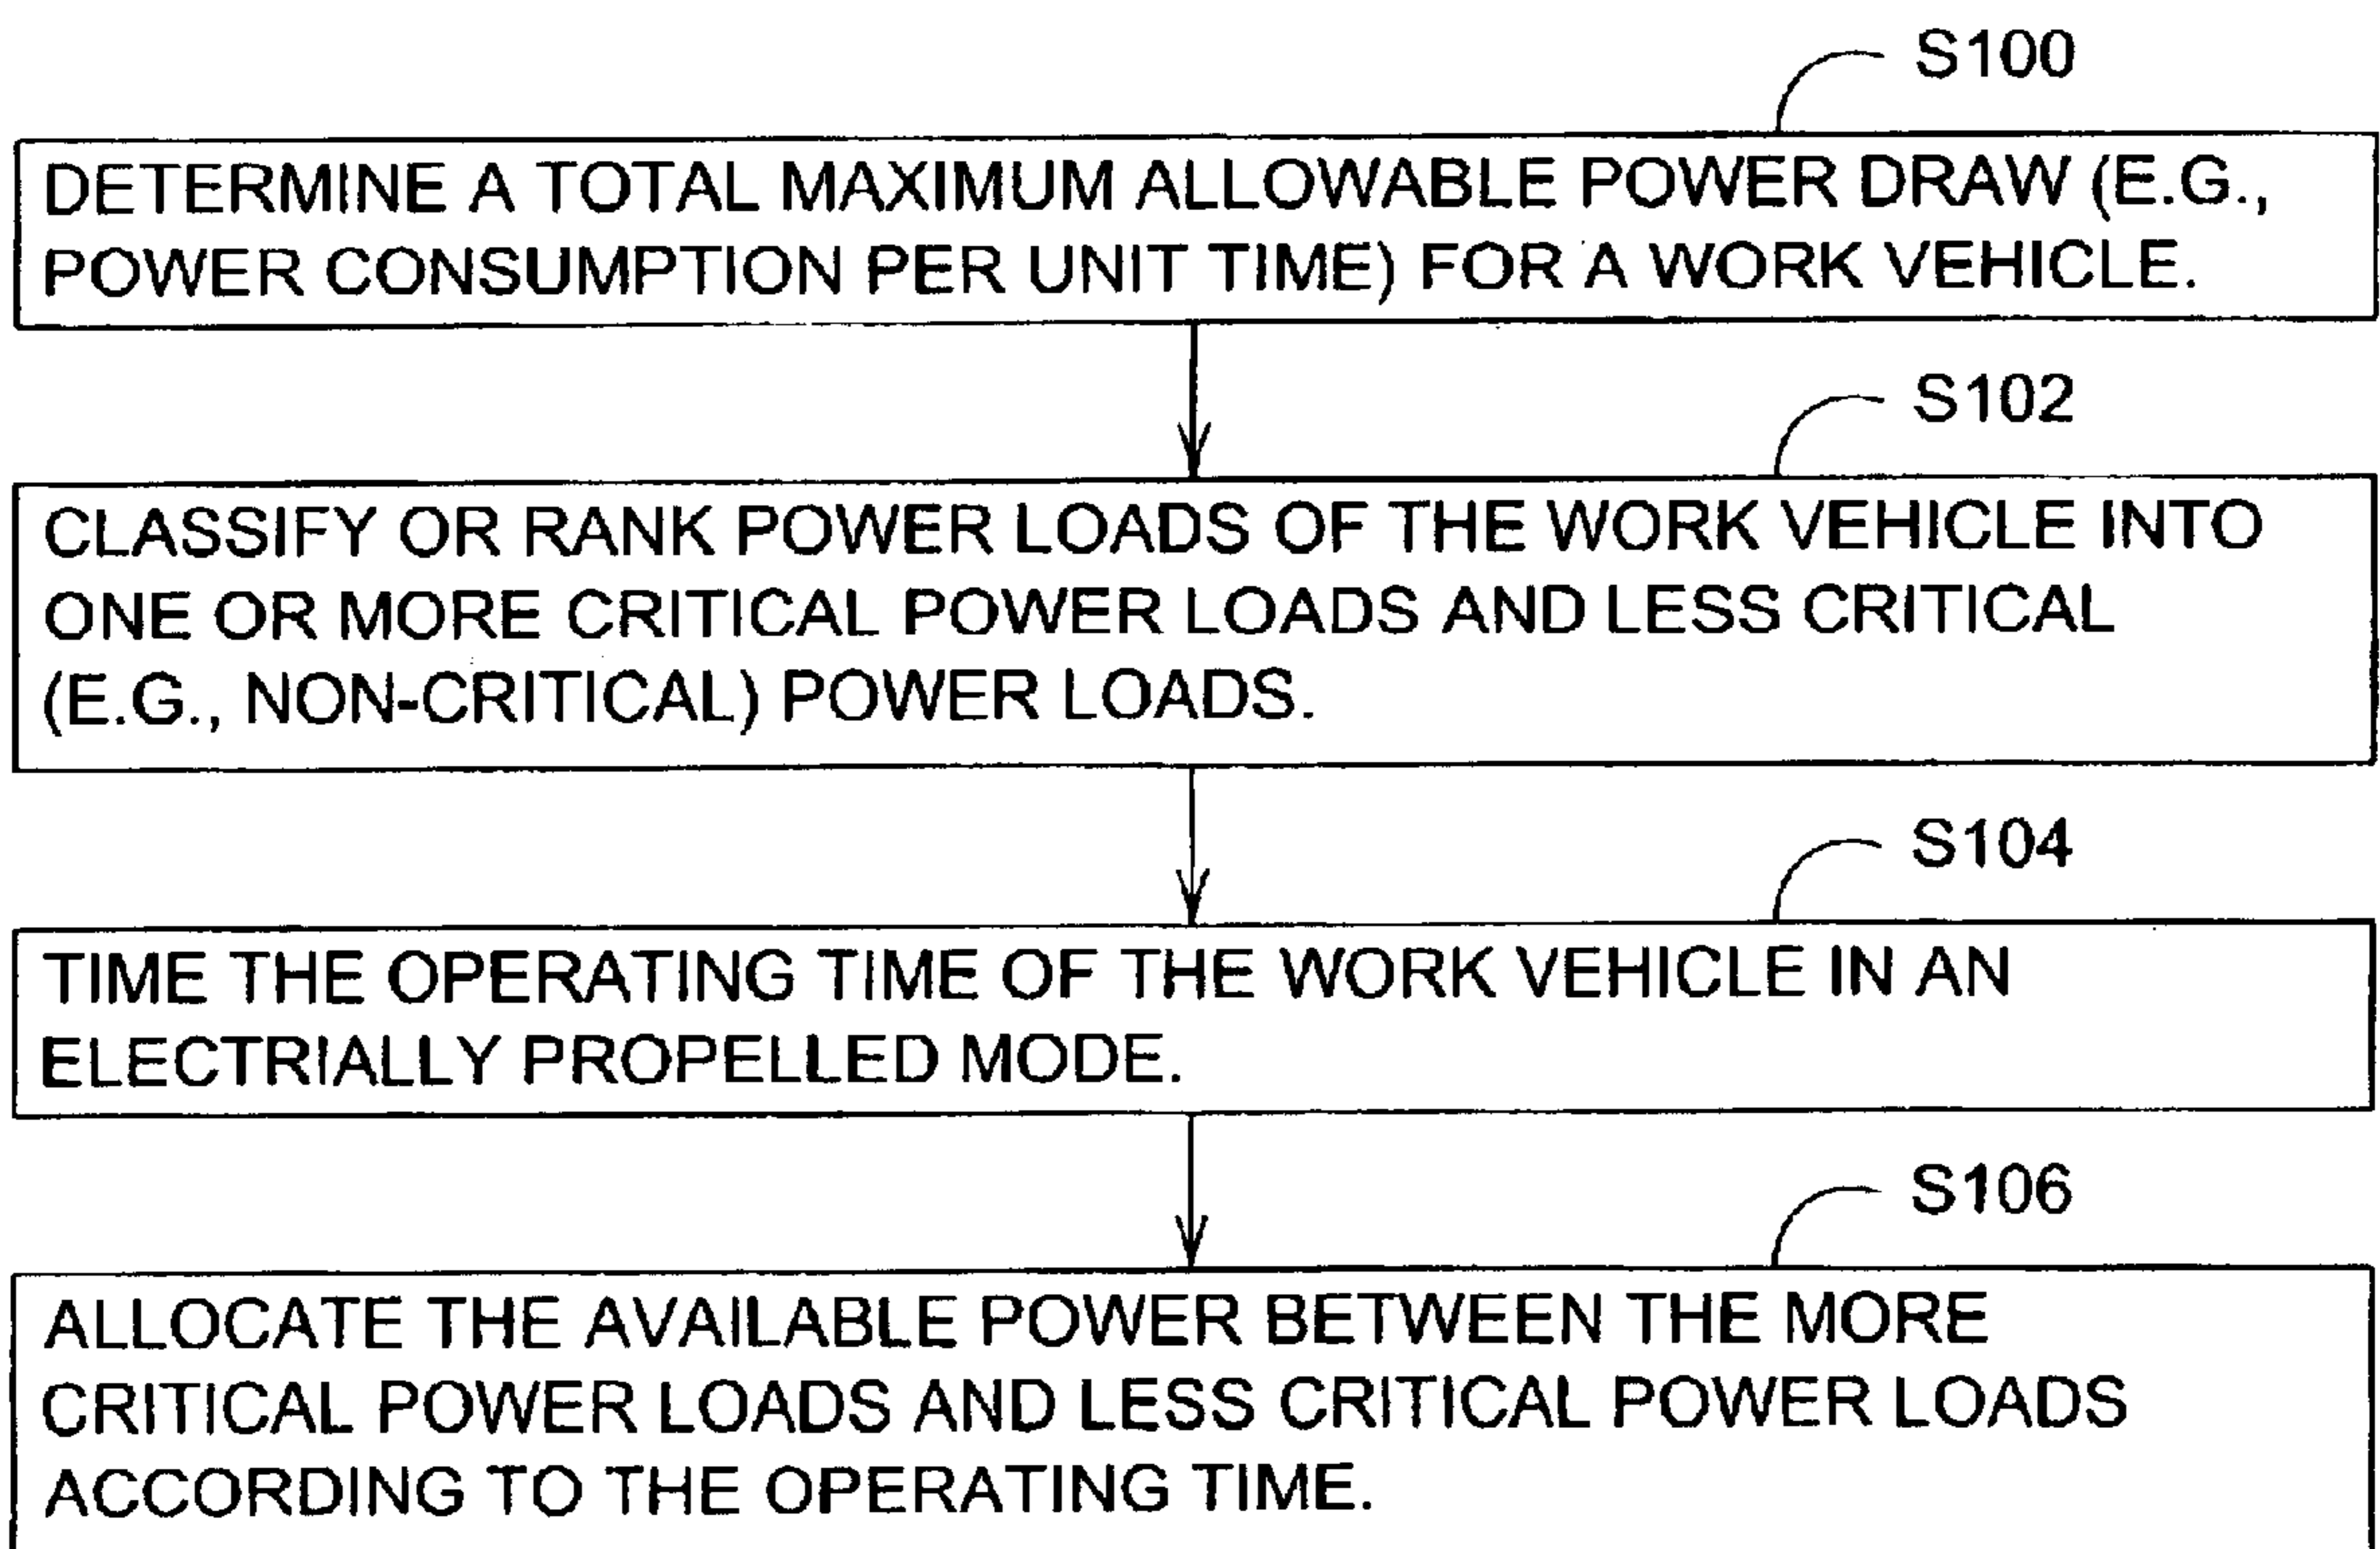 S100
DETERMINE A TOTAL MAXIMUM ALLOWABLE POWER DRAW (E.G.,
POWER CONSUMPTION PER UNIT TIME) FOR A WORK VEHICLE.
S102
CLASSIFY OR RANK POWER LOADS OF THE WORK VEHICLE INTO
ONE OR MORE CRITICAL POWER LOADS AND LESS CRITICAL
(E.G., NON-CRITICAL) POWER LOADS.
S104
TIME THE OPERATING TIME OF THE WORK VEHICLE IN AN
ELECTRIALLY PROPELLED MODE.
S106
ALLOCATE THE AVAILABLE POWER BETWEEN THE MORE
CRITICAL POWER LOADS AND LESS CRITICAL POWER LOADS
ACCORDING TO THE OPERATING TIME.